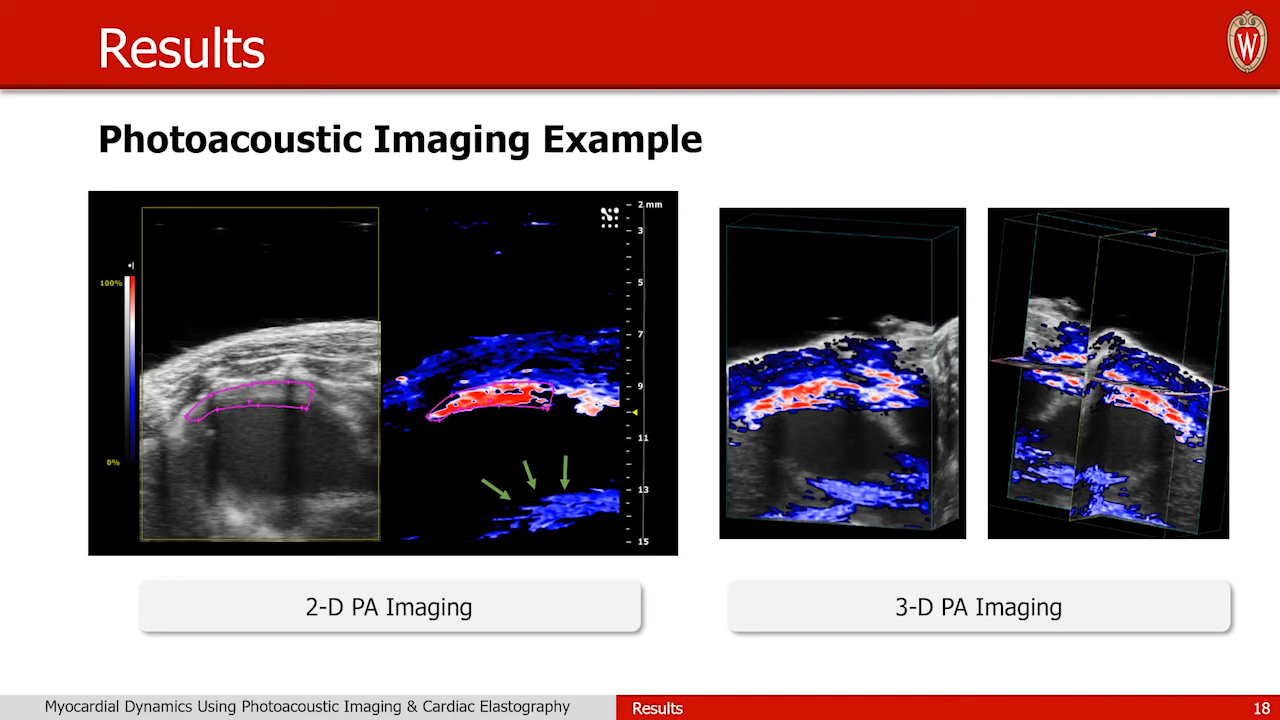 Results
W
Photoacoustic Imaging Example
100%
0%
2 mm
3
5
7
9
11
13
15
2-D PA Imaging
3-D PA Imaging
Myocardial Dynamics Using Photoacoustic Imaging & Cardiac Elastography
Results
18